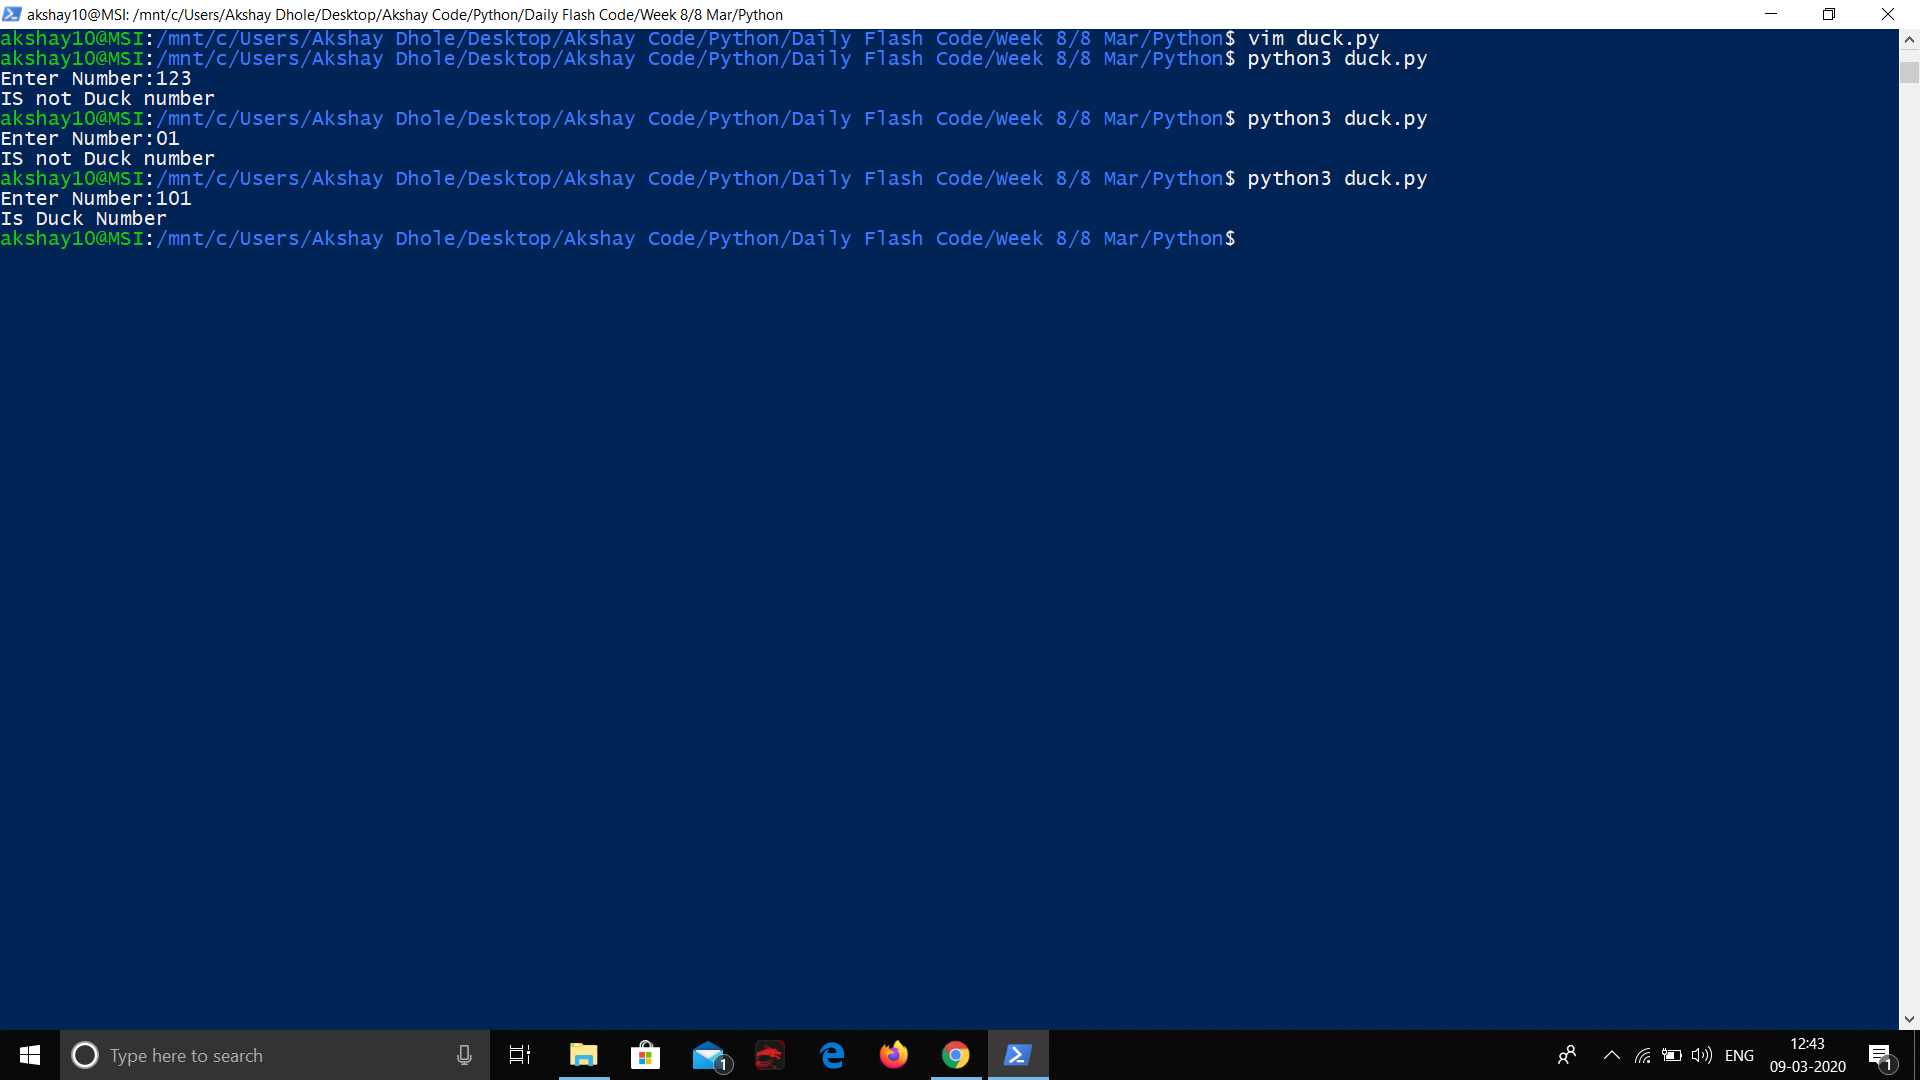 akshay10@MSI: /mnt/c/Users/Akshay Dhole/Desktop/Akshay Code/Python/Daily Flash Code/Week 8/8 Mar/Python
akshay10@MSI:/mnt/c/Users/Akshay Dhole/Desktop/Akshay Code/Python/Daily Flash Code/Week 8/8 Mar/Python$ vim duck.py
akshay10@MSI:/mnt/c/Users/Akshay Dhole/Desktop/Akshay Code/Python/Daily Flash Code/Week 8/8 Mar/Python$ python3 duck.py
Enter Number:123
IS not Duck number
akshay10@MSI:/mnt/c/Users/Akshay Dhole/Desktop/Akshay Code/Python/Daily Flash Code/Week 8/8 Mar/Python$ python3 duck.py
Enter Number:01
IS not Duck number
akshay10@MSI:/mnt/c/Users/Akshay Dhole/Desktop/Akshay Code/Python/Daily Flash Code/Week 8/8 Mar/Python$ python3 duck.py
Enter Number:101
Is Duck Number
akshay10@MSI:/mnt/c/Users/Akshay Dhole/Desktop/Akshay Code/Python/Daily Flash Code/Week 8/8 Mar/Python$
Type here to search
1
ENG
12:43
09-03-2020
1